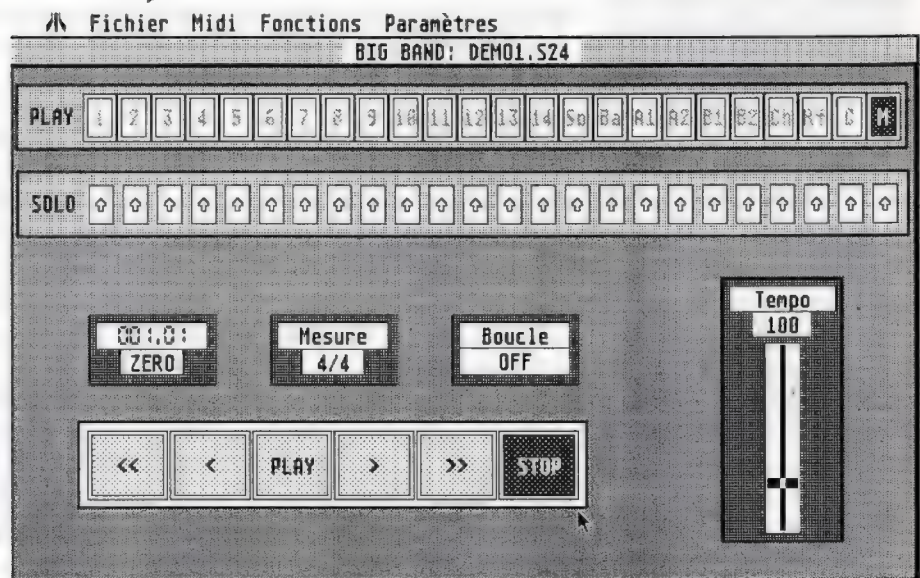 Fichier Midi Fonctions Paramètres
BIG BAND: DEMO1.S24
PLAY 1 2 3 4 5 6 7 8 9 10 11 12 13 14 So Ba A1 A2 B1 B2 Ch Rf C M
SOLO
Tempo
100
001.01
ZERO
Mesure
4/4
Boucle
OFF
<< < PLAY > >> STOP